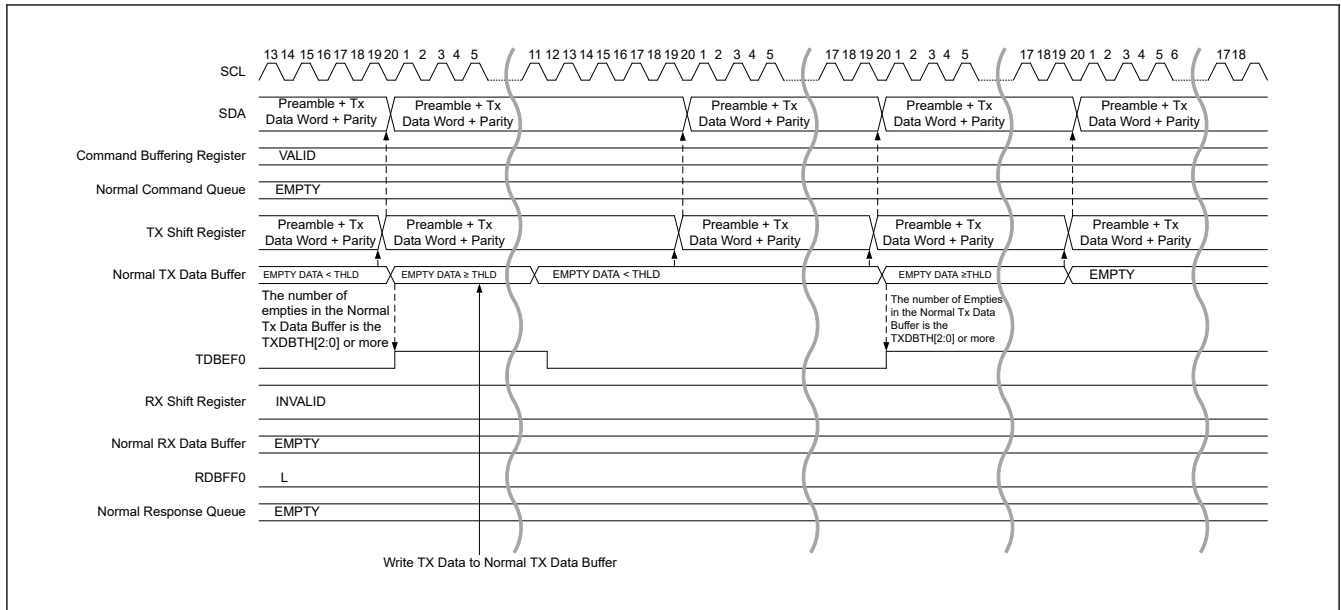 13 14 15 16 17 18 19 20 1 2 3 4 5 11 12 13 14 15 16 17 18 19 20 1 2 3 4 5 17 18 19 20 1 2 3 4 5 17 18 19 20 1 2 3 4 5 6 17 18
SCL
SDA
Preamble + Tx
Data Word + Parity
Preamble + Tx
Data Word + Parity
Preamble + Tx
Data Word + Parity
Preamble + Tx
Data Word + Parity
Preamble + Tx
Data Word + Parity
Command Buffering Register
VALID
Normal Command Queue
EMPTY
TX Shift Register
Preamble + Tx
Data Word + Parity
Preamble + Tx
Data Word + Parity
Preamble + Tx
Data Word + Parity
Preamble + Tx
Data Word + Parity
Preamble + Tx
Data Word + Parity
Normal TX Data Buffer
EMPTY DATA < THLD
EMPTY DATA ≥ THLD
EMPTY DATA < THLD
EMPTY DATA ≥THLD
EMPTY
The number of
empties in the Normal
Tx Data Buffer is the
TXDBTH[2:0] or more
The number of Empties
in the Normal Tx Data
Buffer is the
TXDBTH[2:0] or more
TDBEF0
RX Shift Register
INVALID
Normal RX Data Buffer
EMPTY
RDBFF0
L
Normal Response Queue
EMPTY
Write TX Data to Normal TX Data Buffer